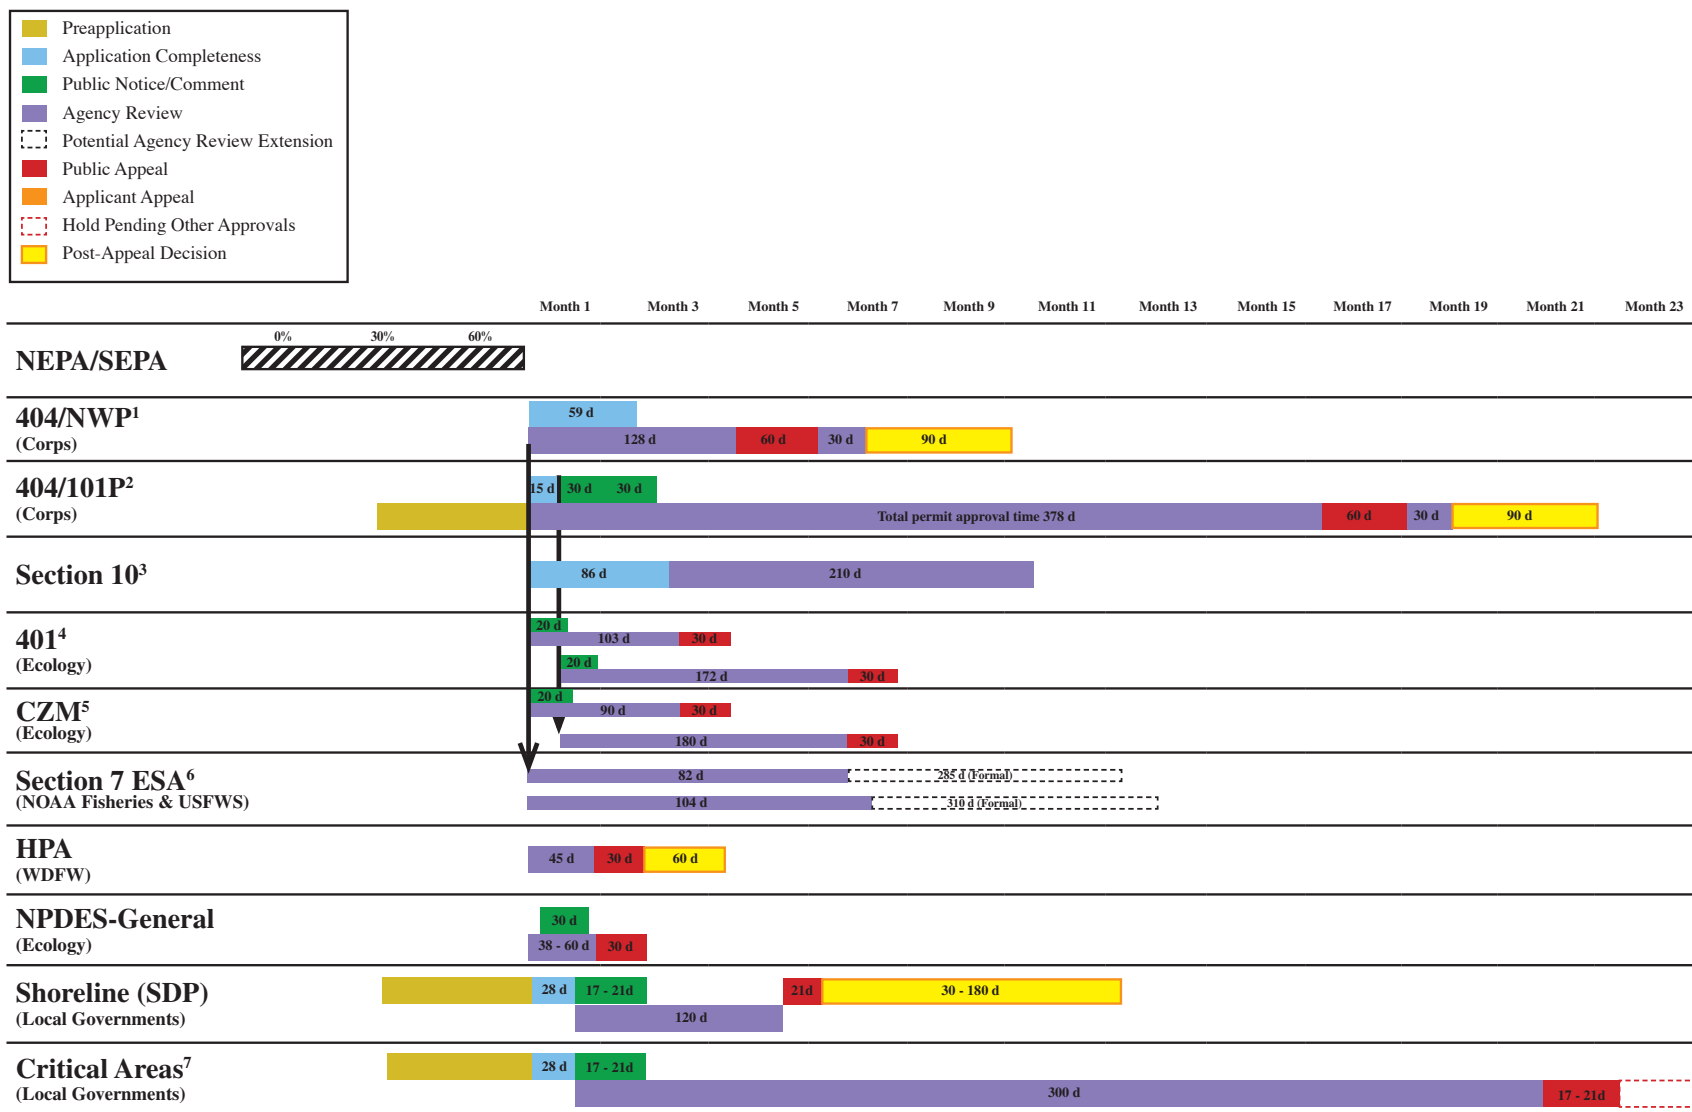 Preapplication
Application Completeness
Public Notice/Comment
Agency Review
Potential Agency Review Extension
Public Appeal
Applicant Appeal
Hold Pending Other Approvals
Post-Appeal Decision
Month 1 Month 3 Month 5 Month 7 Month 9 Month 11 Month 13 Month 15 Month 17 Month 19 Month 21 Month 23
0% 30% 60%
NEPA/SEPA
404/NWP1
(Corps)
59 d
128 d 60 d 30 d 90 d
404/101P2
(Corps)
15 d 30 d 30 d
Total permit approval time 378 d 60 d 30 d 90 d
Section 103
86 d 210 d
4014
(Ecology)
20 d
103 d 30 d
20 d
172 d 30 d
CZM5
(Ecology)
20 d
90 d 30 d
180 d 30 d
Section 7 ESA6
(NOAA Fisheries & USFWS)
82 d 285 d (Formal)
104 d 310 d (Formal)
HPA
(WDFW)
45 d 30 d 60 d
NPDES-General
(Ecology)
30 d
38 - 60 d 30 d
Shoreline (SDP)
(Local Governments)
28 d 17 - 21d 21d 30 - 180 d
120 d
Critical Areas7
(Local Governments)
28 d 17 - 21d
300 d 17 - 21d